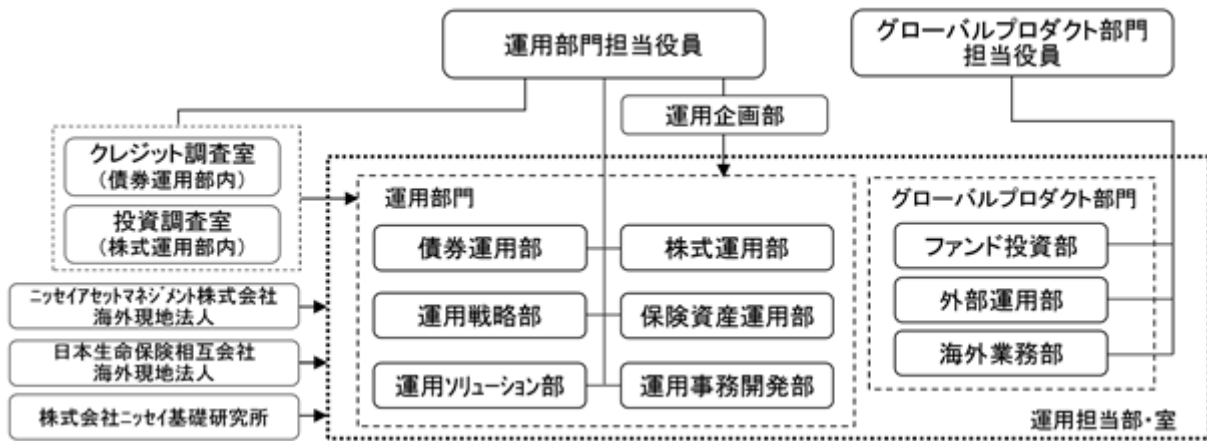 運用部門担当役員
グローバルプロダクト部門
担当役員
運用企画部
クレジット調査室
(債券運用部内)
投資調査室
(株式運用部内)
運用部門
債券運用部
株式運用部
運用戦略部
保険資産運用部
運用ソリューション部
運用事務開発部
グローバルプロダクト部門
ファンド投資部
外部運用部
海外業務部
ニッセイアセットマネジメント株式会社
海外現地法人
日本生命保険相互会社
海外現地法人
株式会社ニッセイ基礎研究所
運用担当部・室